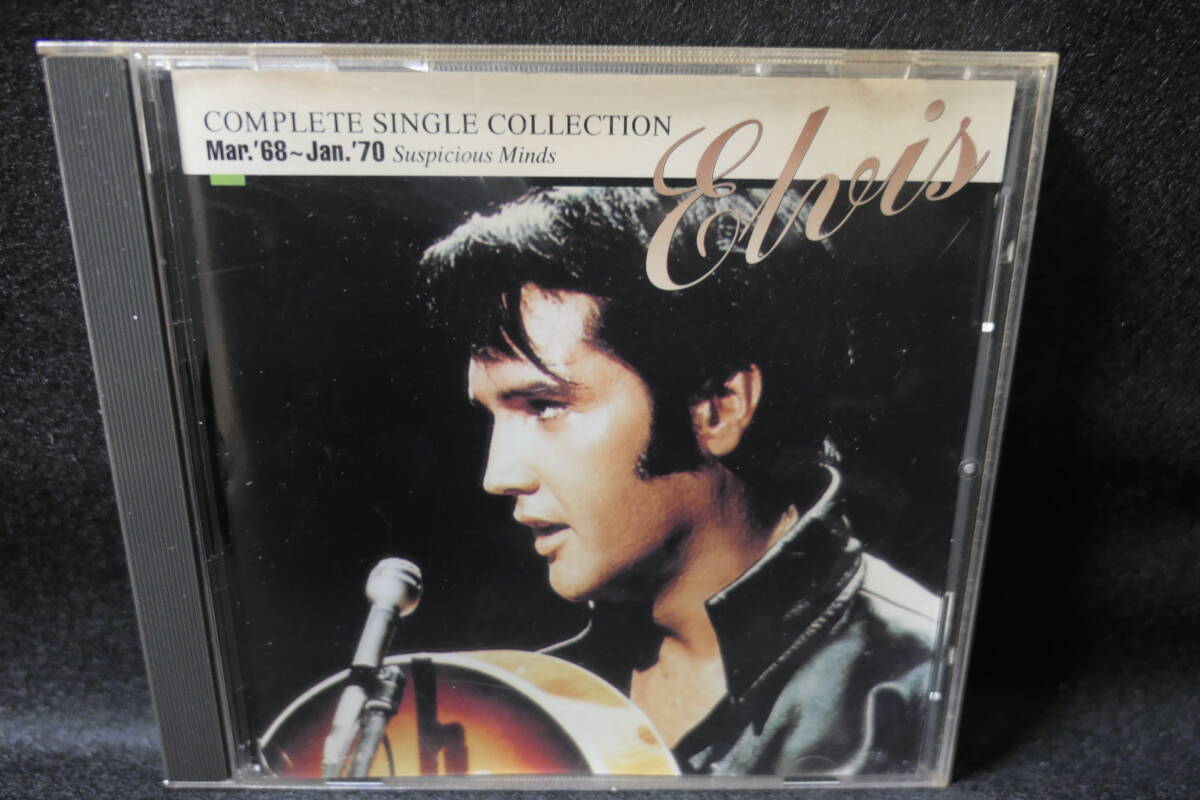 COMPLETE SINGLE COLLECTION
Mar.'68~Jan.'70 Suspicious Minds
Elvis